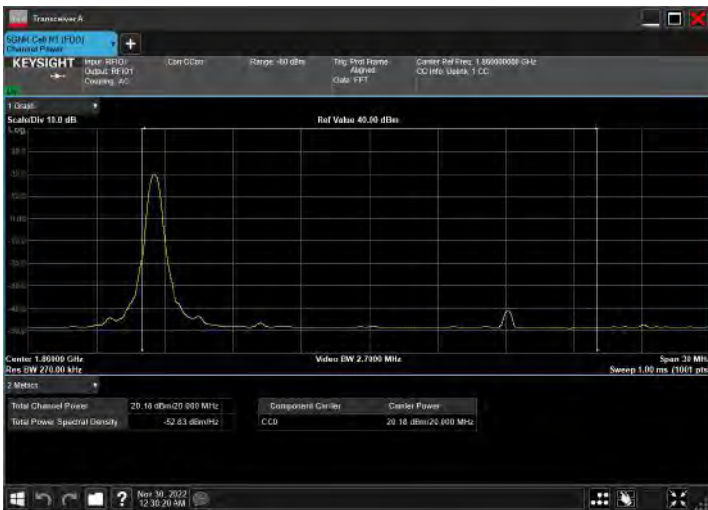 Transceiver A
5GNR-Cell N1 (FDD)
Channel Power
KEYSIGHT
Input: RFIO1
Output: RFIO1
Coupling: AC
Corr CCorr
Range: -60 dBm
Trig: First Frame
Aligned
Gate: FFT
Carrier Ref Freq: 1.860000000 GHz
CC Info: Uplink, 1 CC
1 Graph
Scale/Div 10.0 dB
Ref Value 40.00 dBm
Log
Center 1.86000 GHz
Video BW 2.7000 MHz
Span 30 MHz
Res BW 270.00 kHz
Sweep 1.00 ms (1001 pts
2 Metrics
Total Channel Power
20.18 dBm/20.000 MHz
Total Power Spectral Density
-52.83 dBm/Hz
Component Carrier
Carrier Power
CC0
20.18 dBm/20.000 MHz
?
Nov 30, 2022
12:30:20 AM